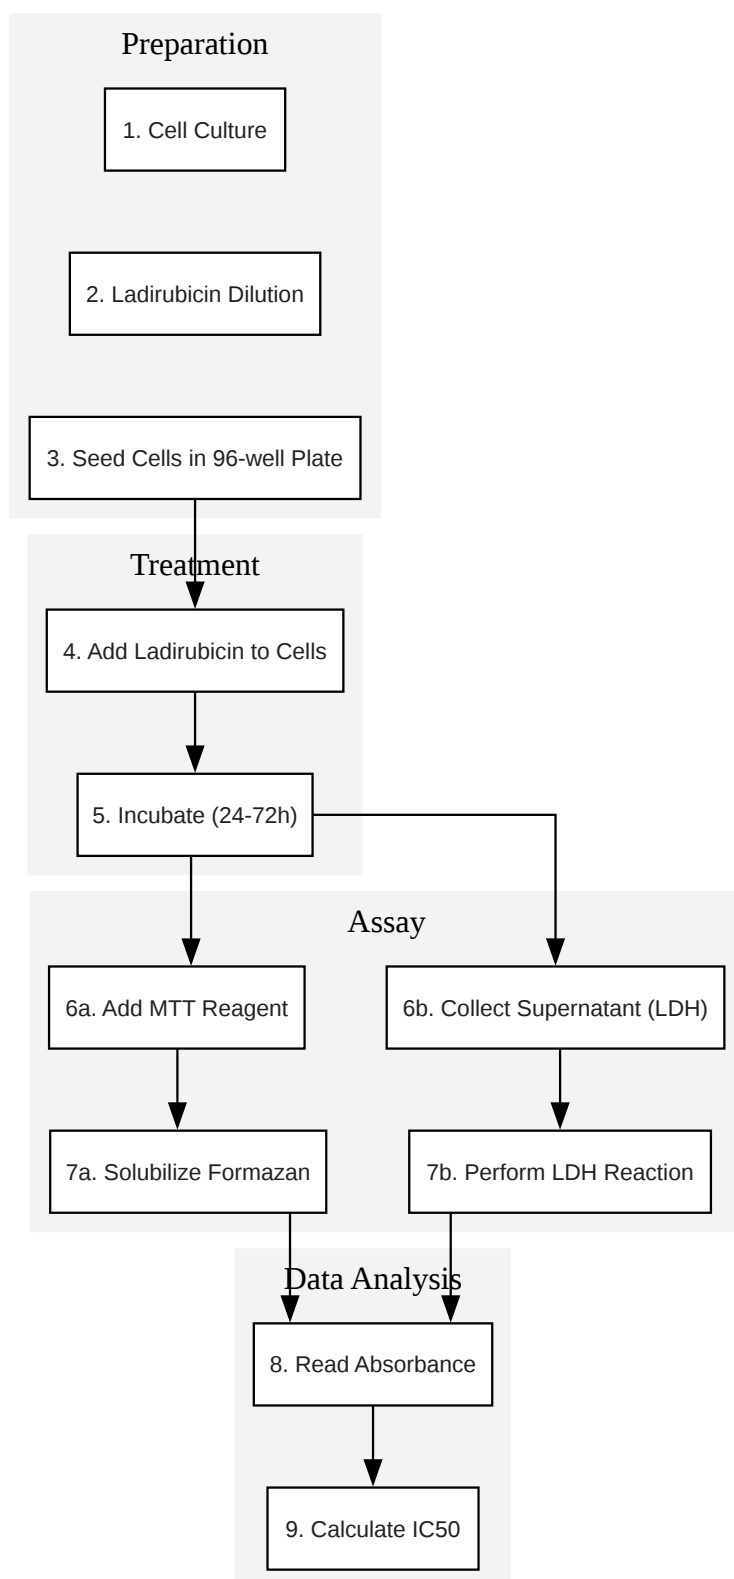 Preparation
1. Cell Culture
2. Ladirubicin Dilution
3. Seed Cells in 96-well Plate
Treatment
4. Add Ladirubicin to Cells
5. Incubate (24-72h)
Assay
6a. Add MTT Reagent
6b. Collect Supernatant (LDH)
7a. Solubilize Formazan
7b. Perform LDH Reaction
Data Analysis
8. Read Absorbance
9. Calculate IC50